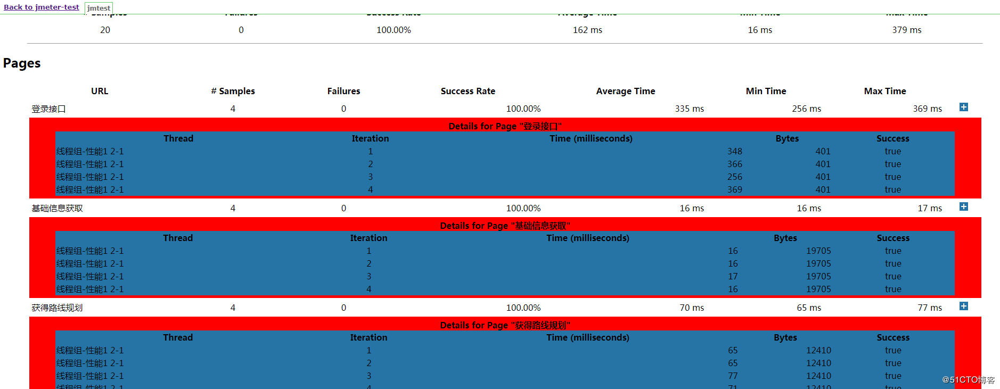 Back to jmeter-test jmtest
# Samples Failures Success Rate Average Time Min Time Max Time
20 0 100.00% 162 ms 16 ms 379 ms
Pages
URL # Samples Failures Success Rate Average Time Min Time Max Time
登录接口 4 0 100.00% 335 ms 256 ms 369 ms
Details for Page "登录接口"
Thread Iteration Time (milliseconds) Bytes Success
线程组-性能1 2-1 1 348 401 true
线程组-性能1 2-1 2 366 401 true
线程组-性能1 2-1 3 256 401 true
线程组-性能1 2-1 4 369 401 true
基础信息获取 4 0 100.00% 16 ms 16 ms 17 ms
Details for Page "基础信息获取"
Thread Iteration Time (milliseconds) Bytes Success
线程组-性能1 2-1 1 16 19705 true
线程组-性能1 2-1 2 16 19705 true
线程组-性能1 2-1 3 17 19705 true
线程组-性能1 2-1 4 16 19705 true
获得路线规划 4 0 100.00% 70 ms 65 ms 77 ms
Details for Page "获得路线规划"
Thread Iteration Time (milliseconds) Bytes Success
线程组-性能1 2-1 1 65 12410 true
线程组-性能1 2-1 2 65 12410 true
线程组-性能1 2-1 3 77 12410 true
线程组-性能1 2-1 4 71 12410 true
@51CTO博客